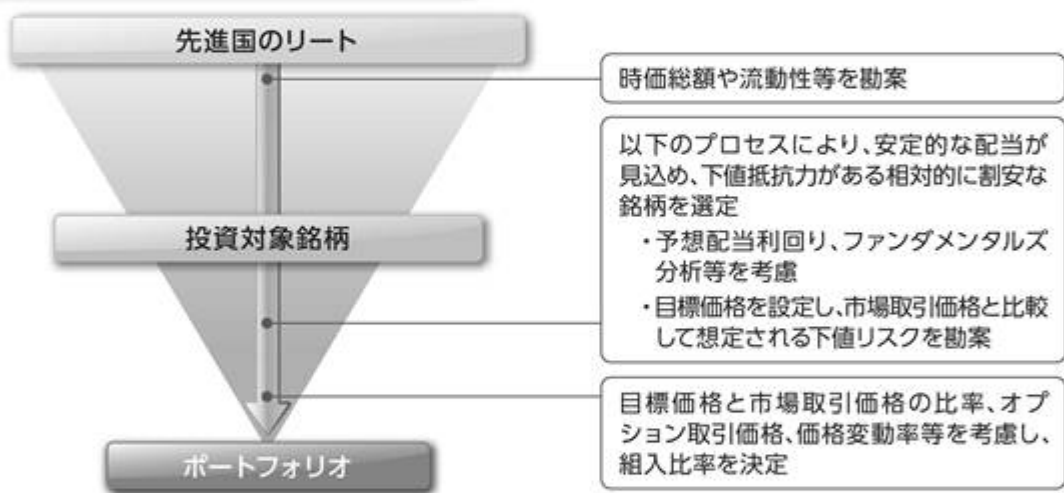 先進国のリート
時価総額や流動性等を勘案
以下のプロセスにより、安定的な配当が
見込め、下値抵抗力がある相対的に割安な
銘柄を選定
・予想配当利回り、ファンダメンタルズ
分析等を考慮
・目標価格を設定し、市場取引価格と比較
して想定される下値リスクを勘案
投資対象銘柄
目標価格と市場取引価格の比率、オプ
ション取引価格、価格変動率等を考慮し、
組入比率を決定
ポートフォリオ